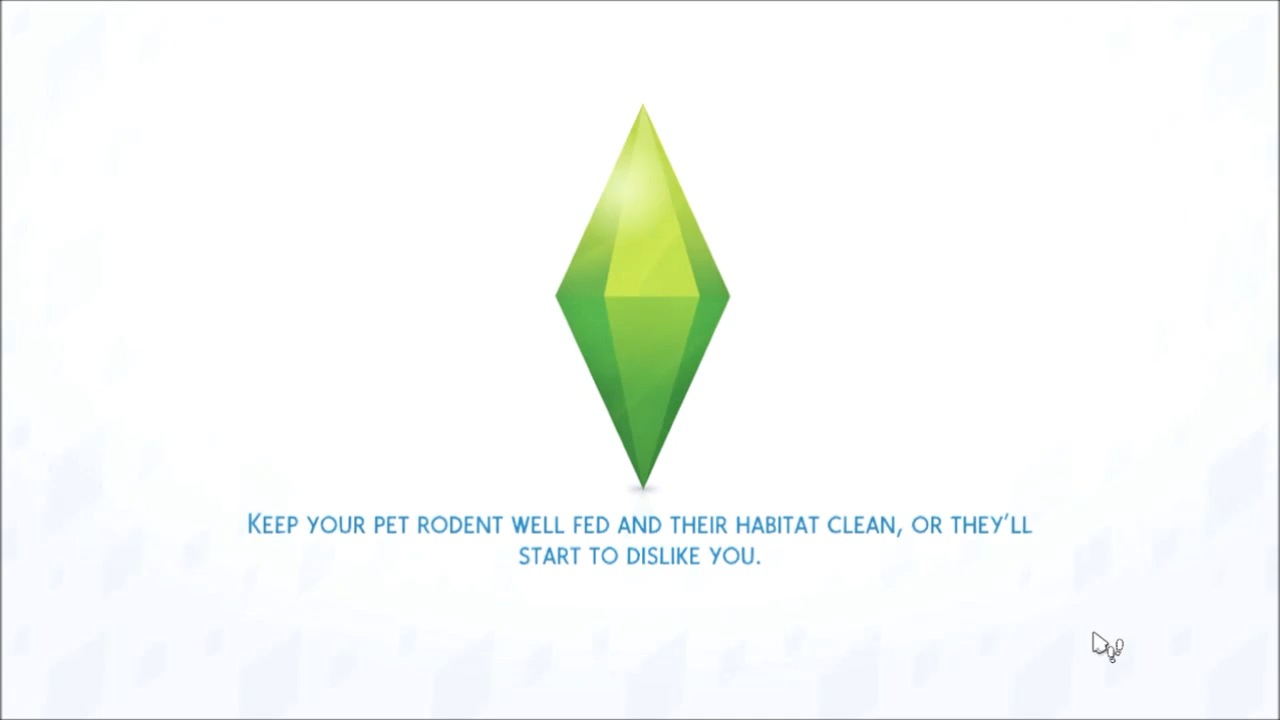 Keep your pet rodent well fed and their habitat clean, or they'll
start to dislike you.